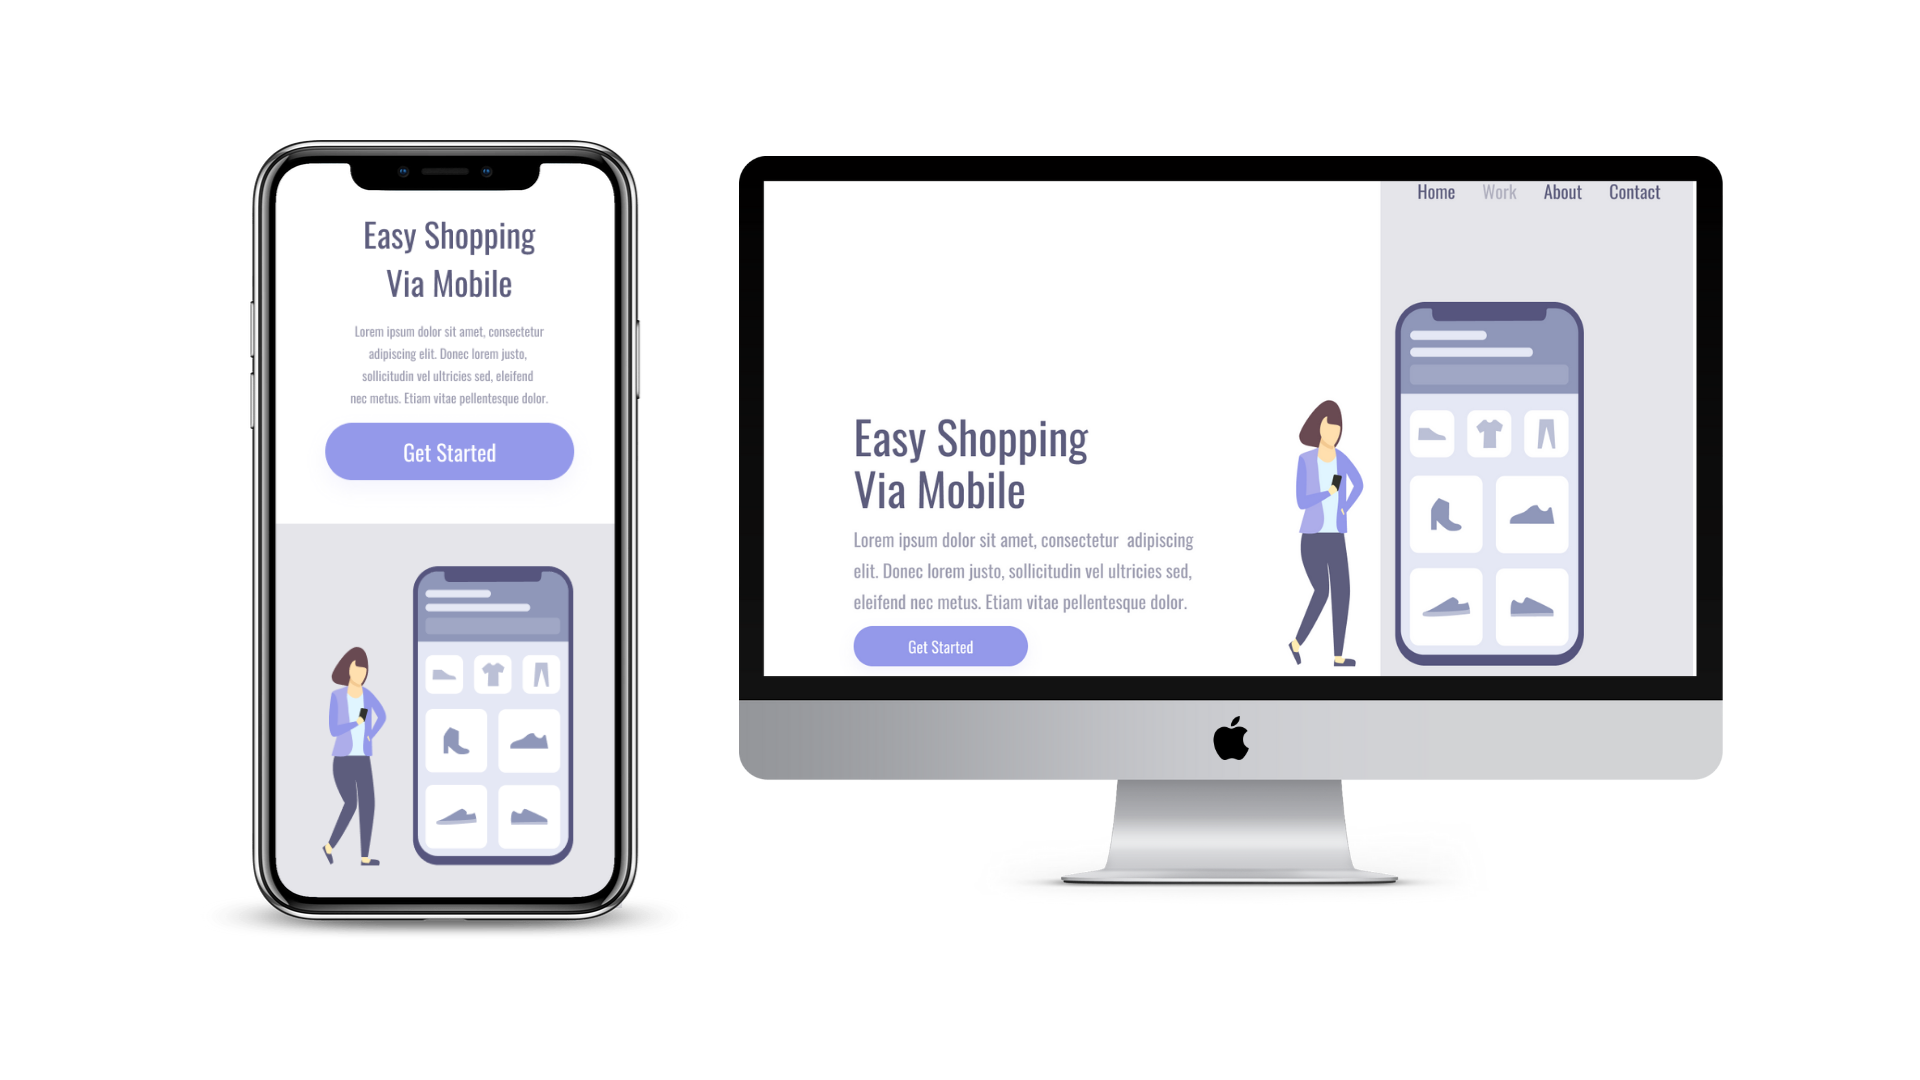 Easy Shopping
Via Mobile
Lorem ipsum dolor sit amet, consectetur
adipiscing elit. Donec lorem justo,
sollicitudin vel ultricies sed, eleifend
nec metus. Etiam vitae pellentesque dolor.
Get Started
Home Work About Contact
Easy Shopping
Via Mobile
Lorem ipsum dolor sit amet, consectetur adipiscing
elit. Donec lorem justo, sollicitudin vel ultricies sed,
eleifend nec metus. Etiam vitae pellentesque dolor.
Get Started